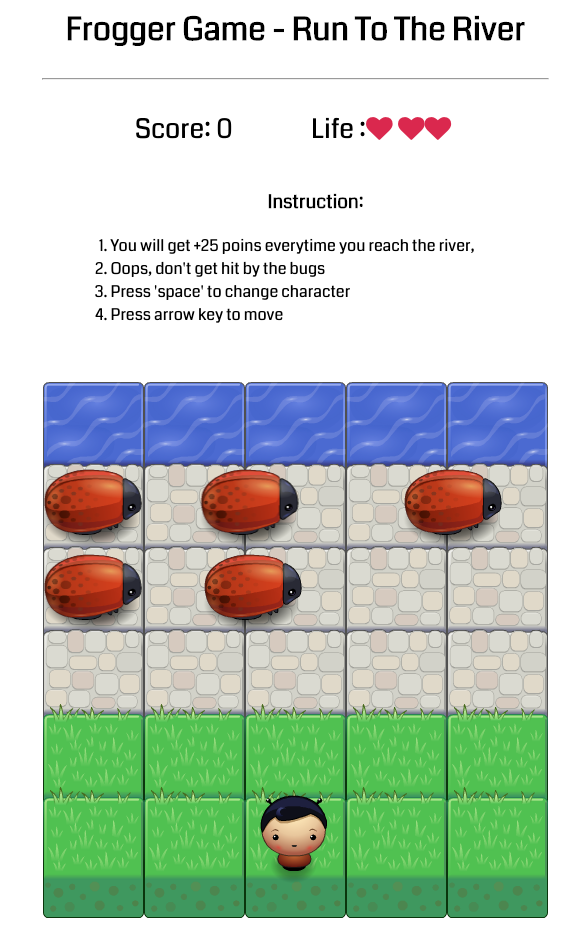 Frogger Game - Run To The River
Score: 0 Life :
Instruction:
1. You will get +25 poins everytime you reach the river,
2. Oops, don't get hit by the bugs
3. Press 'space' to change character
4. Press arrow key to move